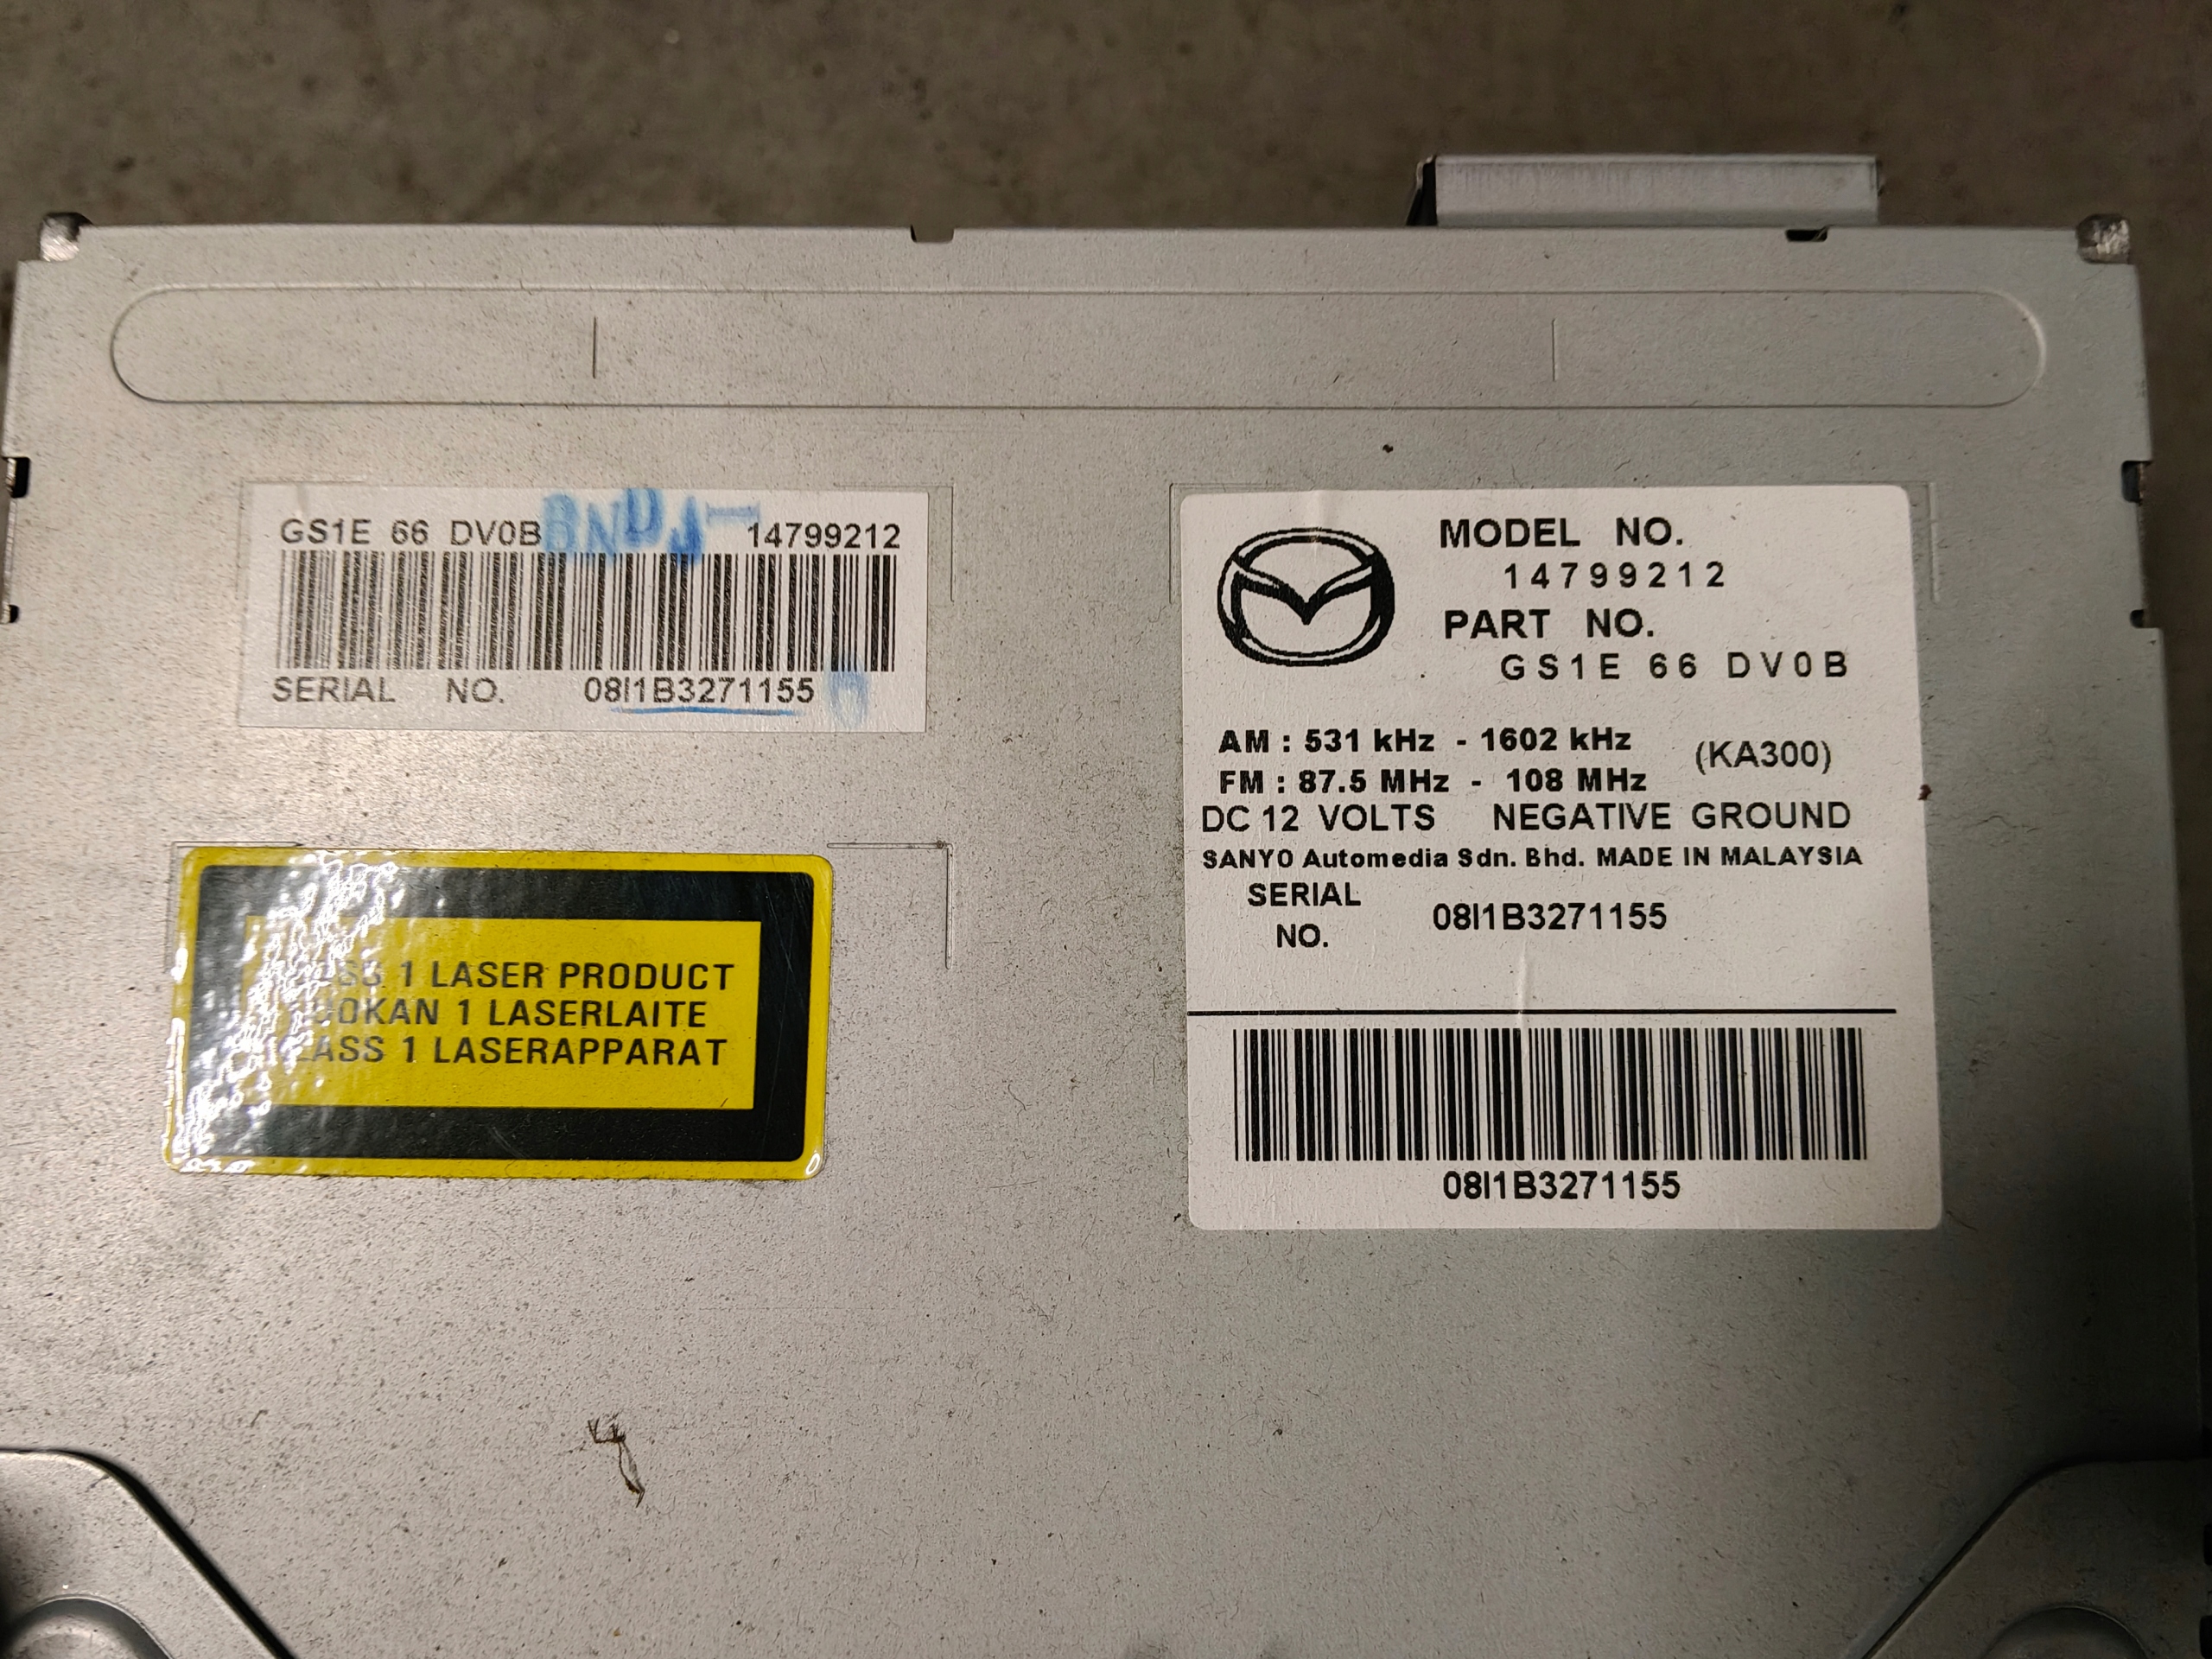 GS1E 66 DV0B 14799212
SERIAL NO. 08I1B3271155
1 LASER PRODUCT
1 LASERLAITE
1 LASERAPPARAT
MODEL NO.
14799212
PART NO.
GS1E 66 DV0B
AM : 531 kHz - 1602 kHz
(KA300)
FM : 87.5 MHz - 108 MHz
DC 12 VOLTS NEGATIVE GROUND
SANYO Automedia Sdn. Bhd. MADE IN MALAYSIA
SERIAL
NO.
08I1B3271155
08I1B3271155